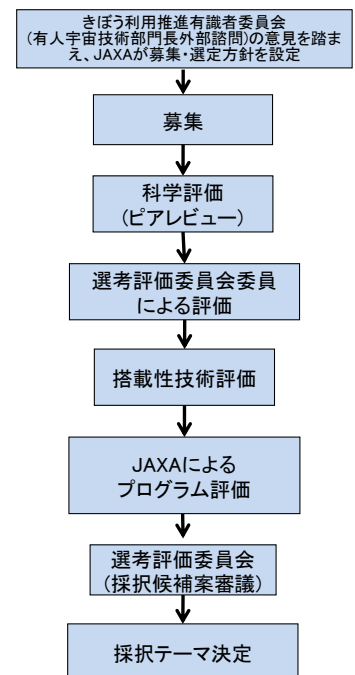 きぼう利用推進有識者委員会
(有人宇宙技術部門長外部諮問)の意見を踏ま
え、JAXAが募集・選定方針を設定
募集
科学評価
(ピアレビュー)
選考評価委員会委員
による評価
搭載性技術評価
JAXAによる
プログラム評価
選考評価委員会
(採択候補案審議)
採択テーマ決定